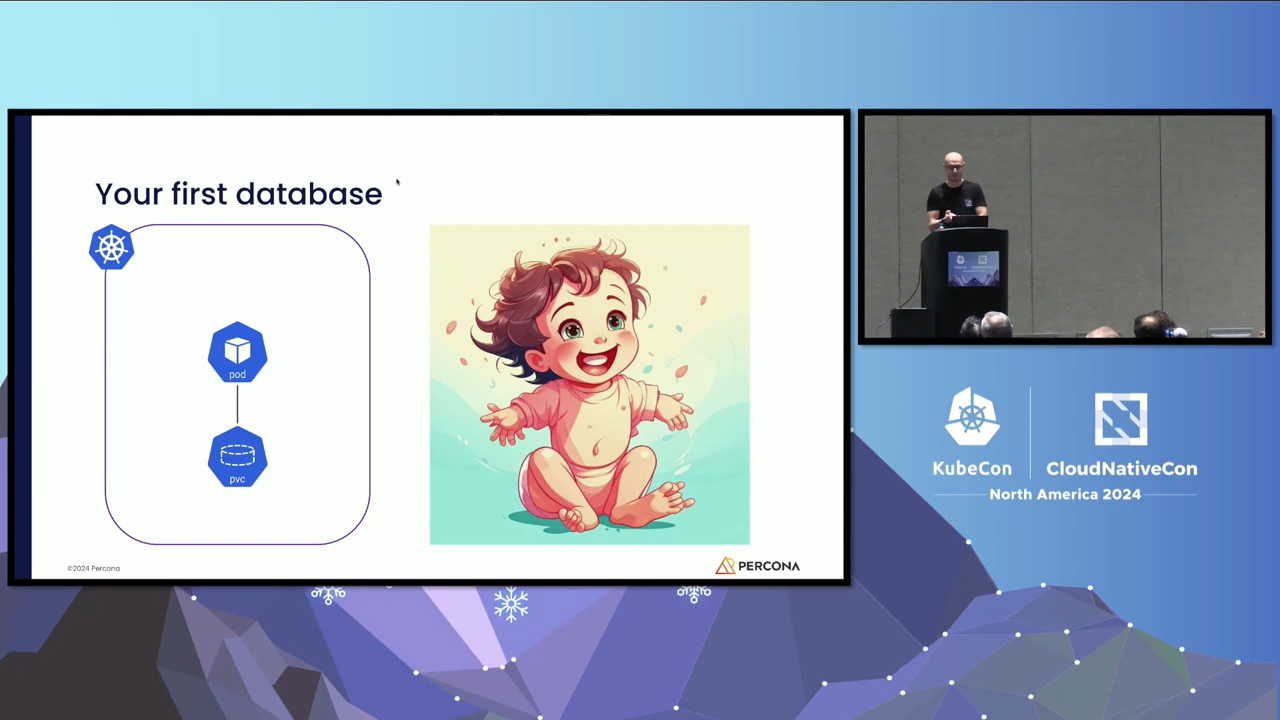 Your first database
pod
pvc
©2024 Percona
PERCONA
KubeCon
CloudNativeCon
North America 2024